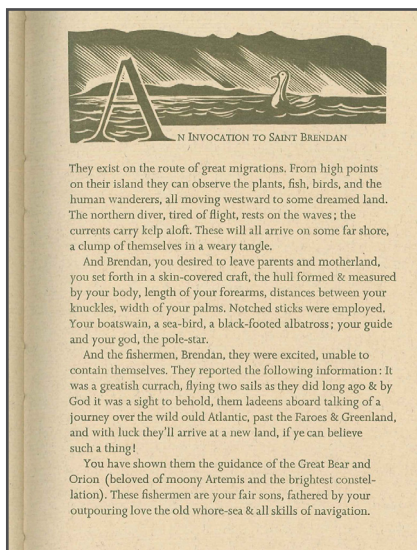 AN INVOCATION TO SAINT BRENDAN
They exist on the route of great migrations. From high points
on their island they can observe the plants, fish, birds, and the
human wanderers, all moving westward to some dreamed land.
The northern diver, tired of flight, rests on the waves; the
currents carry kelp aloft. These will all arrive on some far shore,
a clump of themselves in a weary tangle.
And Brendan, you desired to leave parents and motherland,
you set forth in a skin-covered craft, the hull formed & measured
by your body, length of your forearms, distances between your
knuckles, width of your palms. Notched sticks were employed.
Your boatswain, a sea-bird, a black-footed albatross; your guide
and your god, the pole-star.
And the fishermen, Brendan, they were excited, unable to
contain themselves. They reported the following information: It
was a greatish currach, flying two sails as they did long ago & by
God it was a sight to behold, them ladeens aboard talking of a
journey over the wild ould Atlantic, past the Faroes & Greenland,
and with luck they'll arrive at a new land, if ye can believe
such a thing!
You have shown them the guidance of the Great Bear and
Orion (beloved of moony Artemis and the brightest constel-
lation). These fishermen are your fair sons, fathered by your
outpouring love the old whore-sea & all skills of navigation.